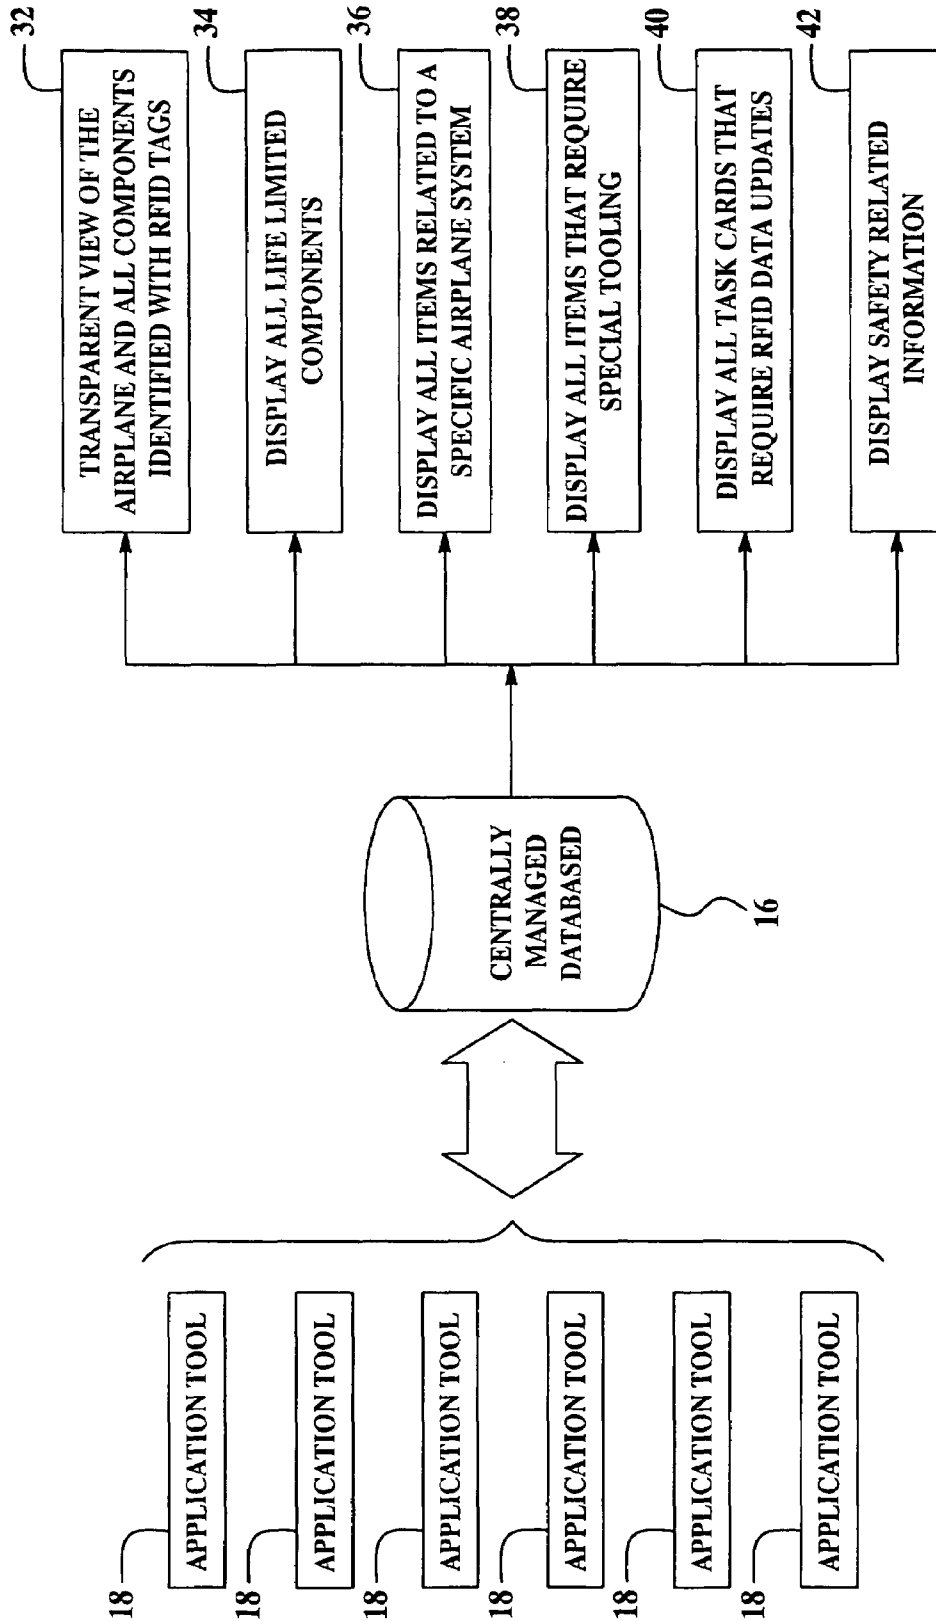 18
APPLICATION TOOL
18
APPLICATION TOOL
18
APPLICATION TOOL
18
APPLICATION TOOL
18
APPLICATION TOOL
18
APPLICATION TOOL
CENTRALLY
MANAGED
DATABASED
16
32
TRANSPARENT VIEW OF THE
AIRPLANE AND ALL COMPONENTS
IDENTIFIED WITH RFID TAGS
34
DISPLAY ALL LIFE LIMITED
COMPONENTS
36
DISPLAY ALL ITEMS RELATED TO A
SPECIFIC AIRPLANE SYSTEM
38
DISPLAY ALL ITEMS THAT REQUIRE
SPECIAL TOOLING
40
DISPLAY ALL TASK CARDS THAT
REQUIRE RFID DATA UPDATES
42
DISPLAY SAFETY RELATED
INFORMATION